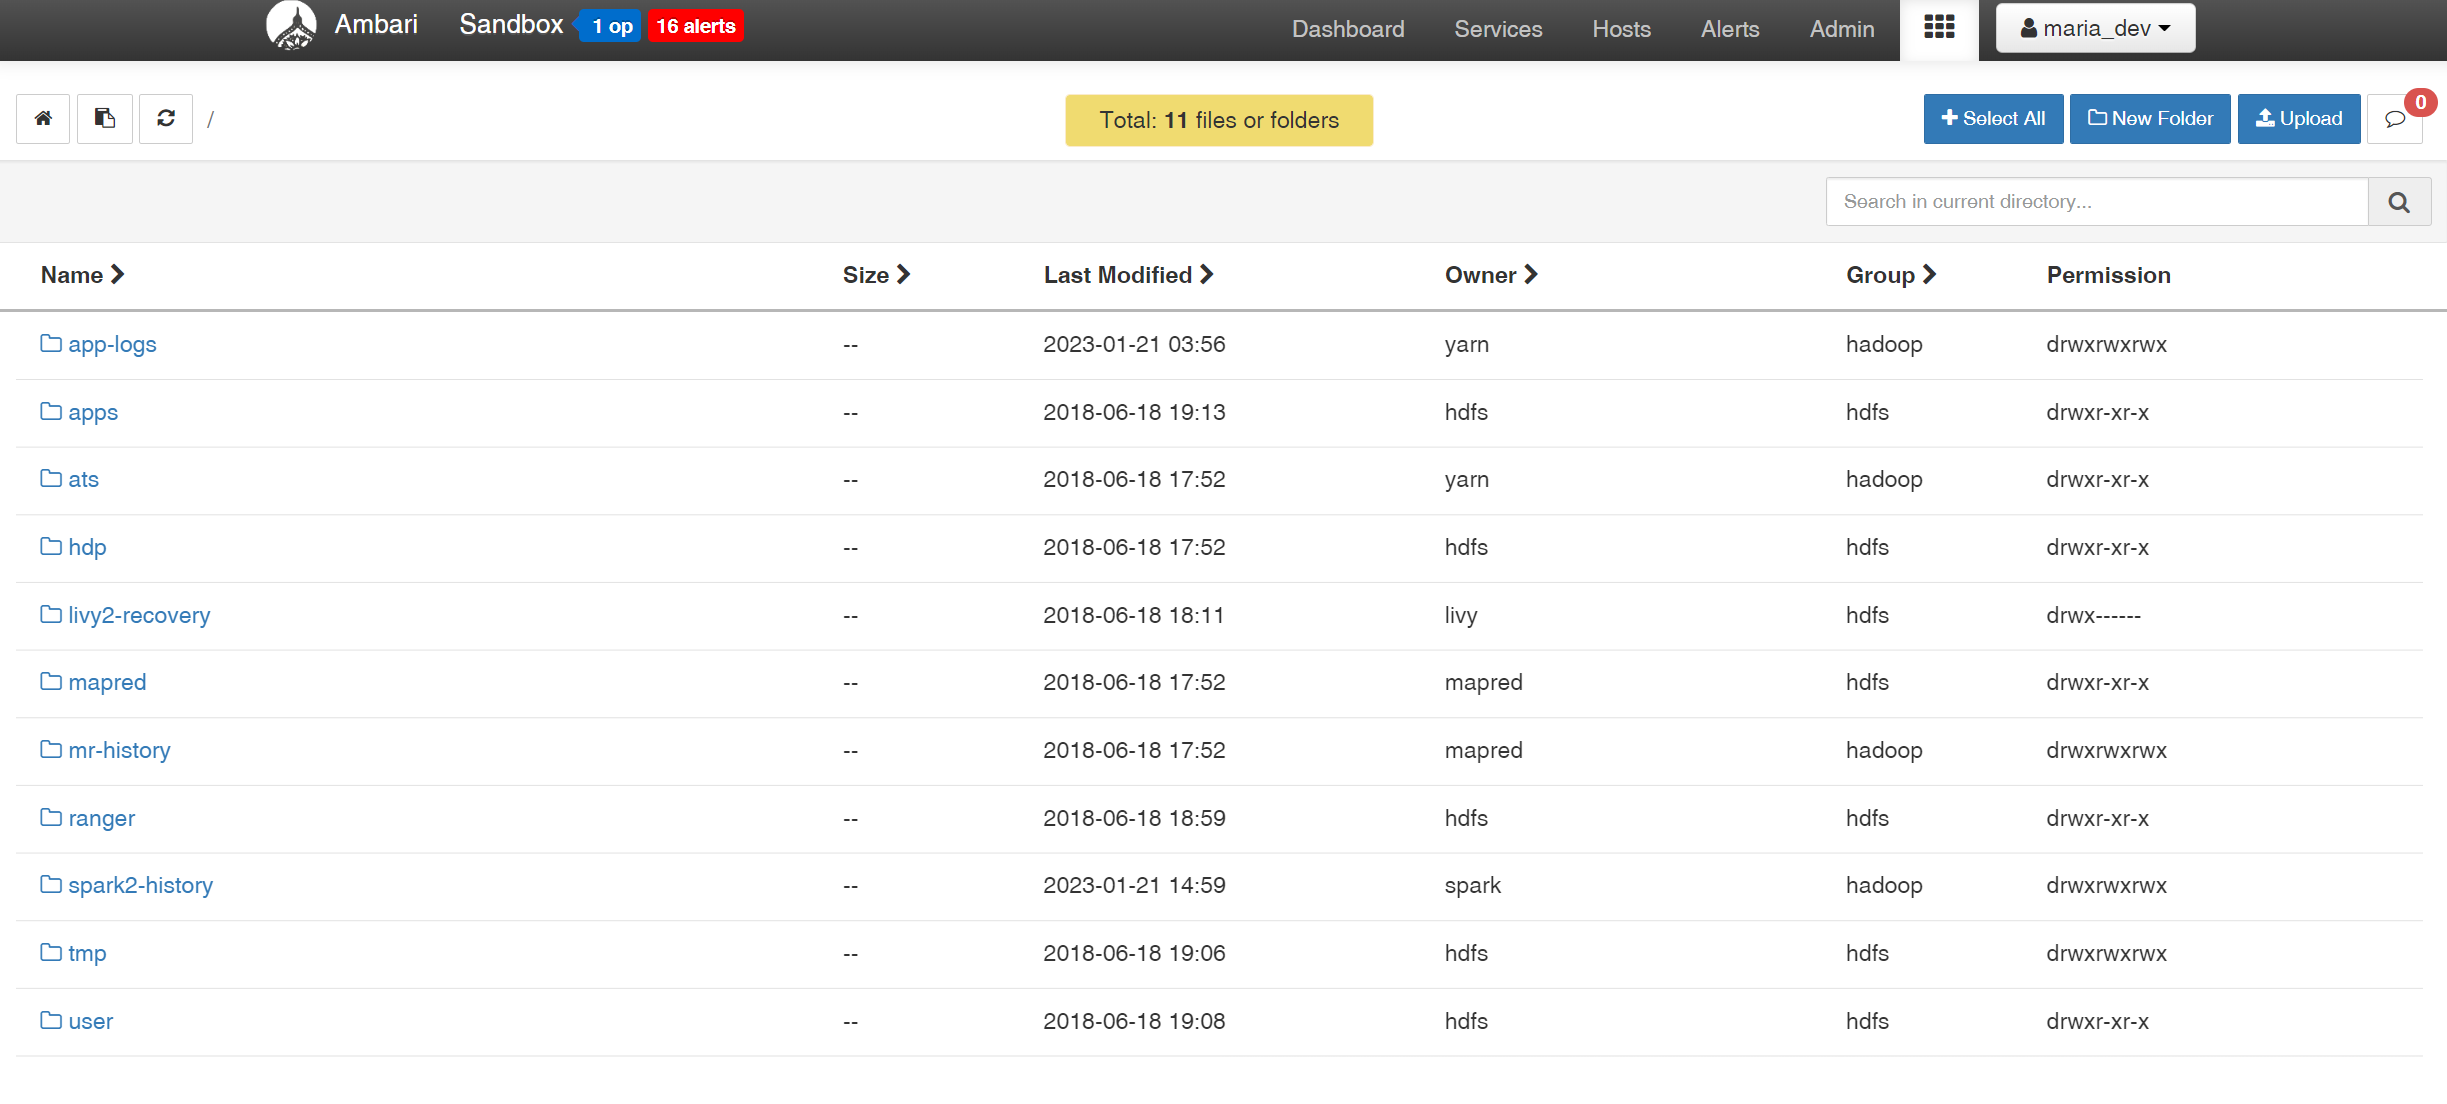 Ambari Sandbox 1 op 16 alerts Dashboard Services Hosts Alerts Admin maria_dev
/ Total: 11 files or folders Select All New Folder Upload 0
Search in current directory...
Name Size Last Modified Owner Group Permission
app-logs -- 2023-01-21 03:56 yarn hadoop drwxrwxrwx
apps -- 2018-06-18 19:13 hdfs hdfs drwxr-xr-x
ats -- 2018-06-18 17:52 yarn hadoop drwxr-xr-x
hdp -- 2018-06-18 17:52 hdfs hdfs drwxr-xr-x
livy2-recovery -- 2018-06-18 18:11 livy hdfs drwx------
mapred -- 2018-06-18 17:52 mapred hdfs drwxr-xr-x
mr-history -- 2018-06-18 17:52 mapred hadoop drwxrwxrwx
ranger -- 2018-06-18 18:59 hdfs hdfs drwxr-xr-x
spark2-history -- 2023-01-21 14:59 spark hadoop drwxrwxrwx
tmp -- 2018-06-18 19:06 hdfs hdfs drwxrwxrwx
user -- 2018-06-18 19:08 hdfs hdfs drwxr-xr-x